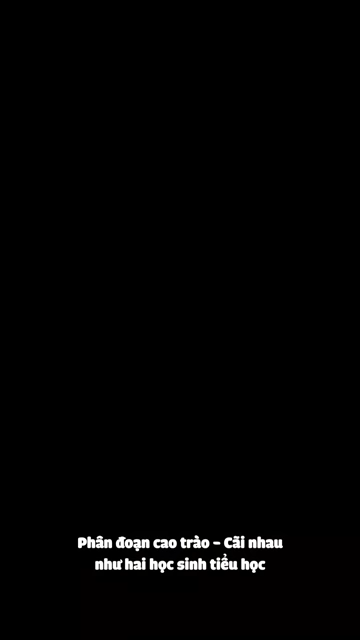 Phân đoạn cao trào - Cãi nhau
như hai học sinh tiểu học